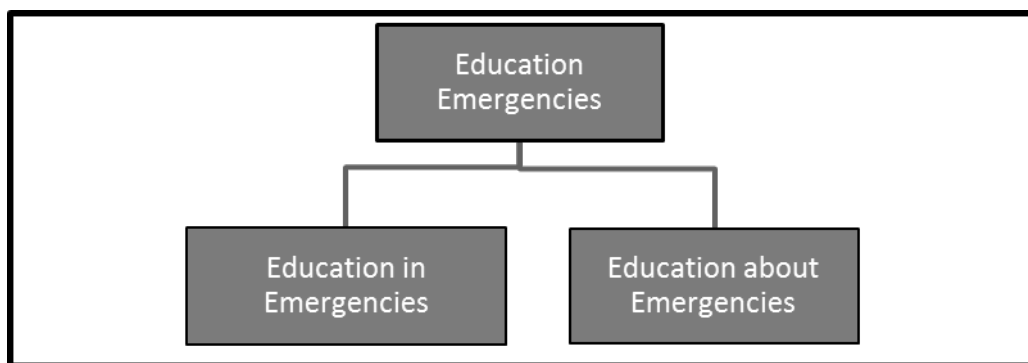 Education
Emergencies
Education in
Emergencies
Education about
Emergencies